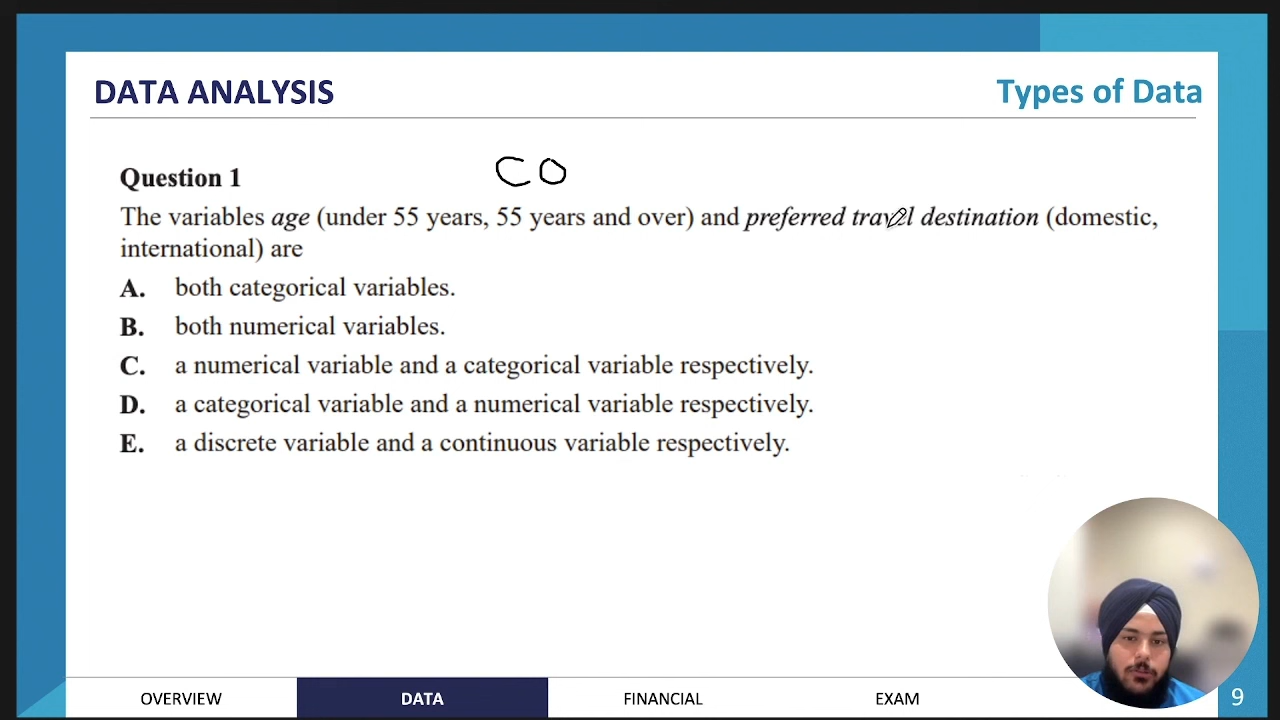 DATA ANALYSIS
Types of Data
Question 1
CO
The variables age (under 55 years, 55 years and over) and preferred travel destination (domestic,
international) are
A. both categorical variables.
B. both numerical variables.
C. a numerical variable and a categorical variable respectively.
D. a categorical variable and a numerical variable respectively.
E. a discrete variable and a continuous variable respectively.
OVERVIEW
DATA
FINANCIAL
EXAM
9